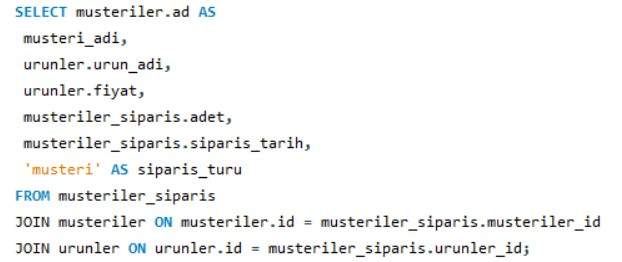 SELECT musteriler.ad AS
musteri_adi,
urunler.urun_adi,
urunler.fiyat,
musteriler_siparis.adet,
musteriler_siparis.siparis_tarih,
'musteri' AS siparis_turu
FROM musteriler_siparis
JOIN musteriler ON musteriler.id = musteriler_siparis.musteriler_id
JOIN urunler ON urunler.id = musteriler_siparis.urunler_id;